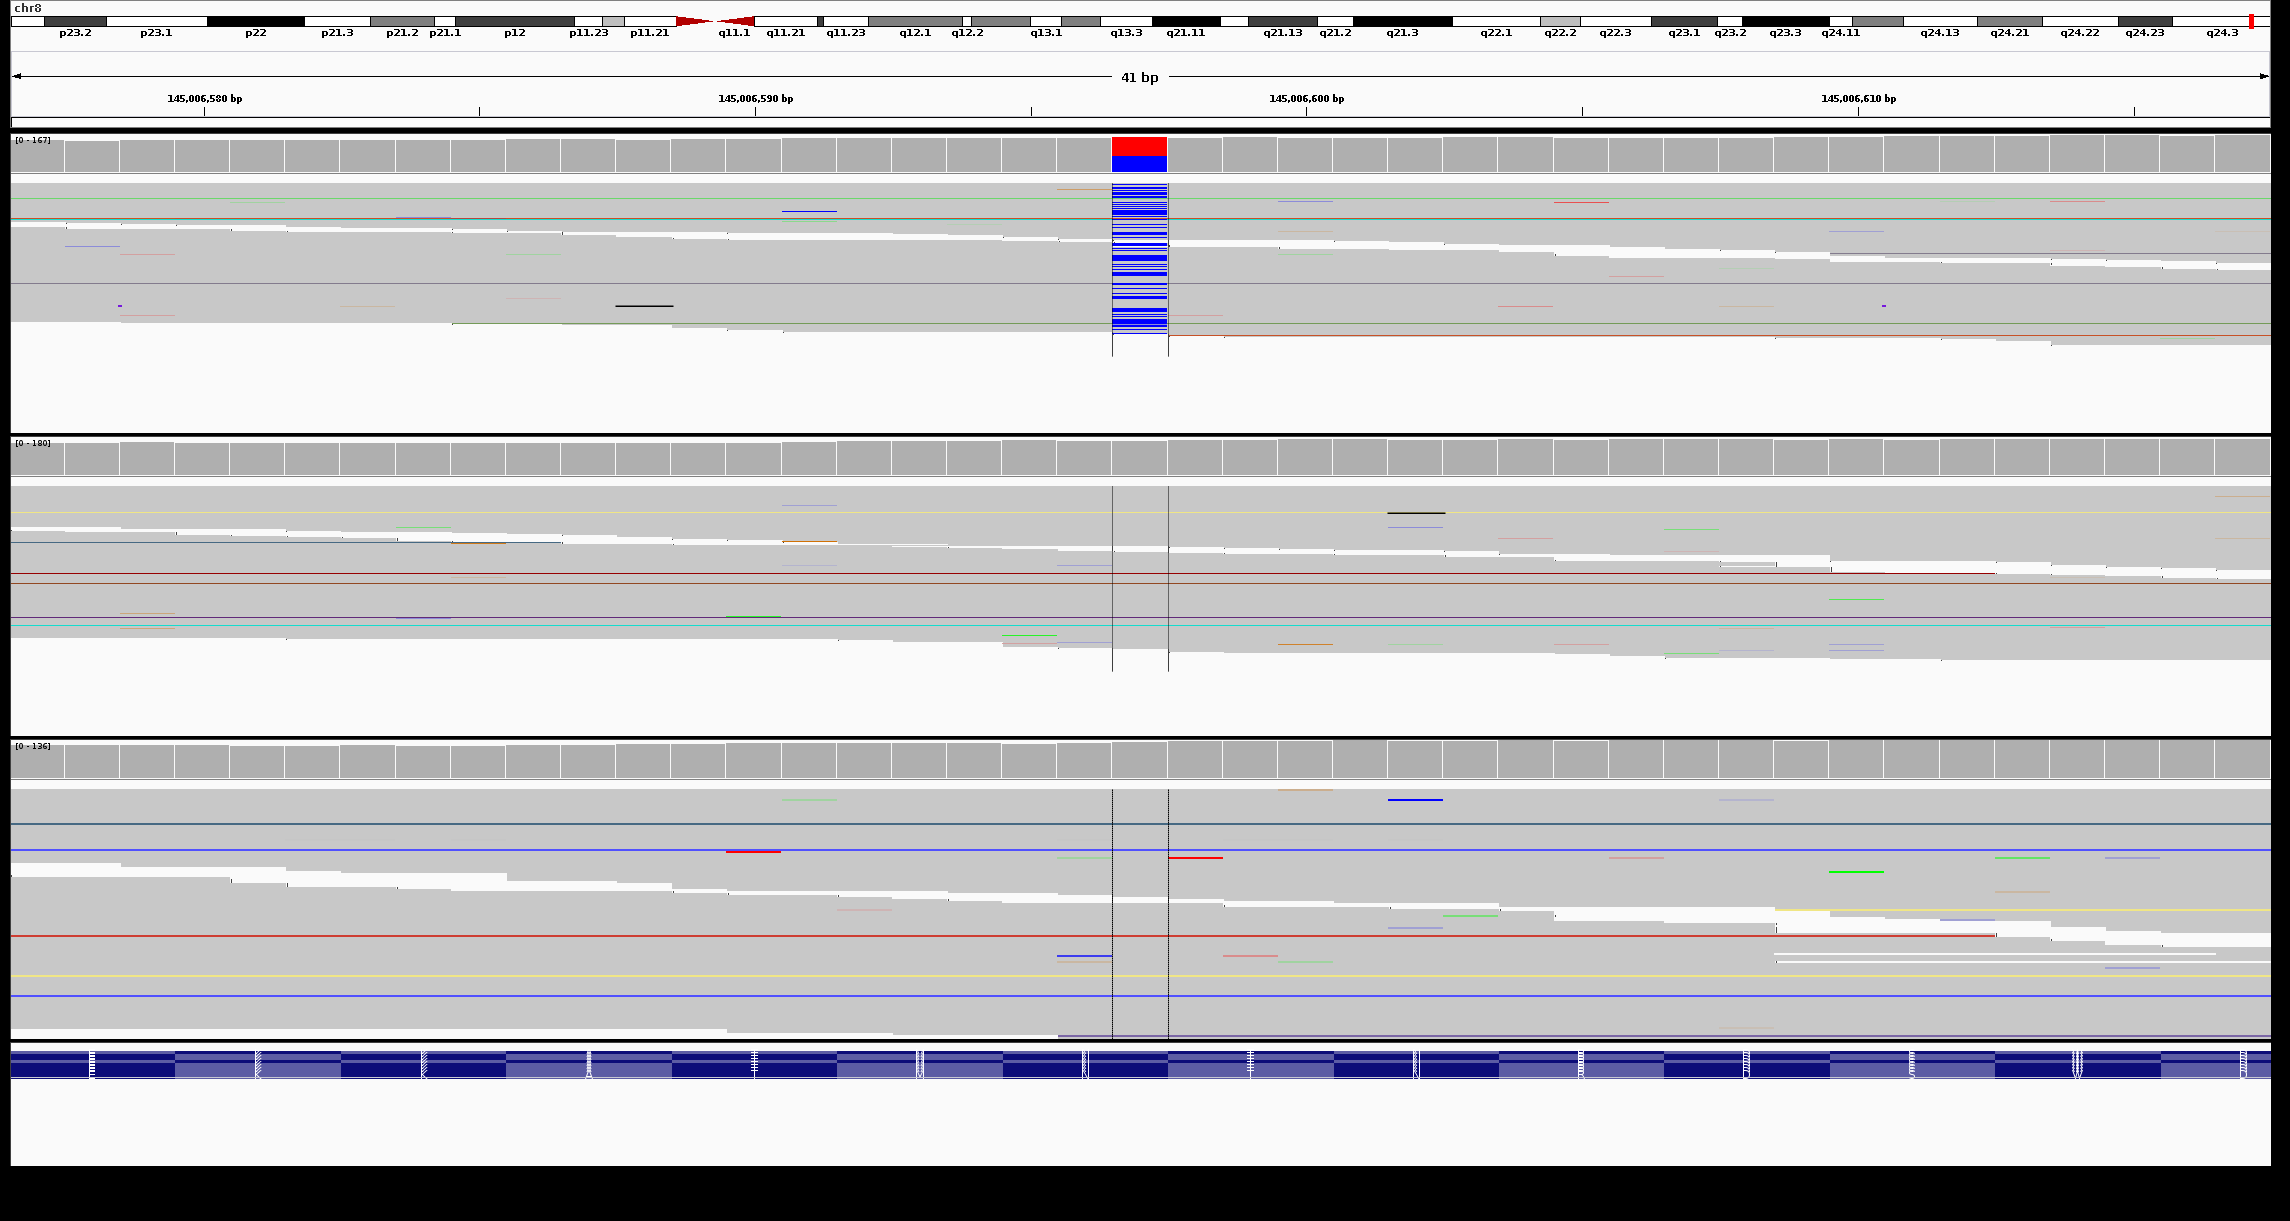 chr8
p23.2 p23.1 p22 p21.3 p21.2 p21.1 p12 p11.23 p11.21 q11.1 q11.21 q11.23 q12.1 q12.2 q13.1 q13.3 q21.11 q21.13 q21.2 q21.3 q22.1 q22.2 q22.3 q23.1 q23.2 q23.3 q24.11 q24.13 q24.21 q24.22 q24.23 q24.3
41 bp
145,006,580 bp 145,006,590 bp 145,006,600 bp 145,006,610 bp
[0 - 167]
[0 - 180]
[0 - 136]